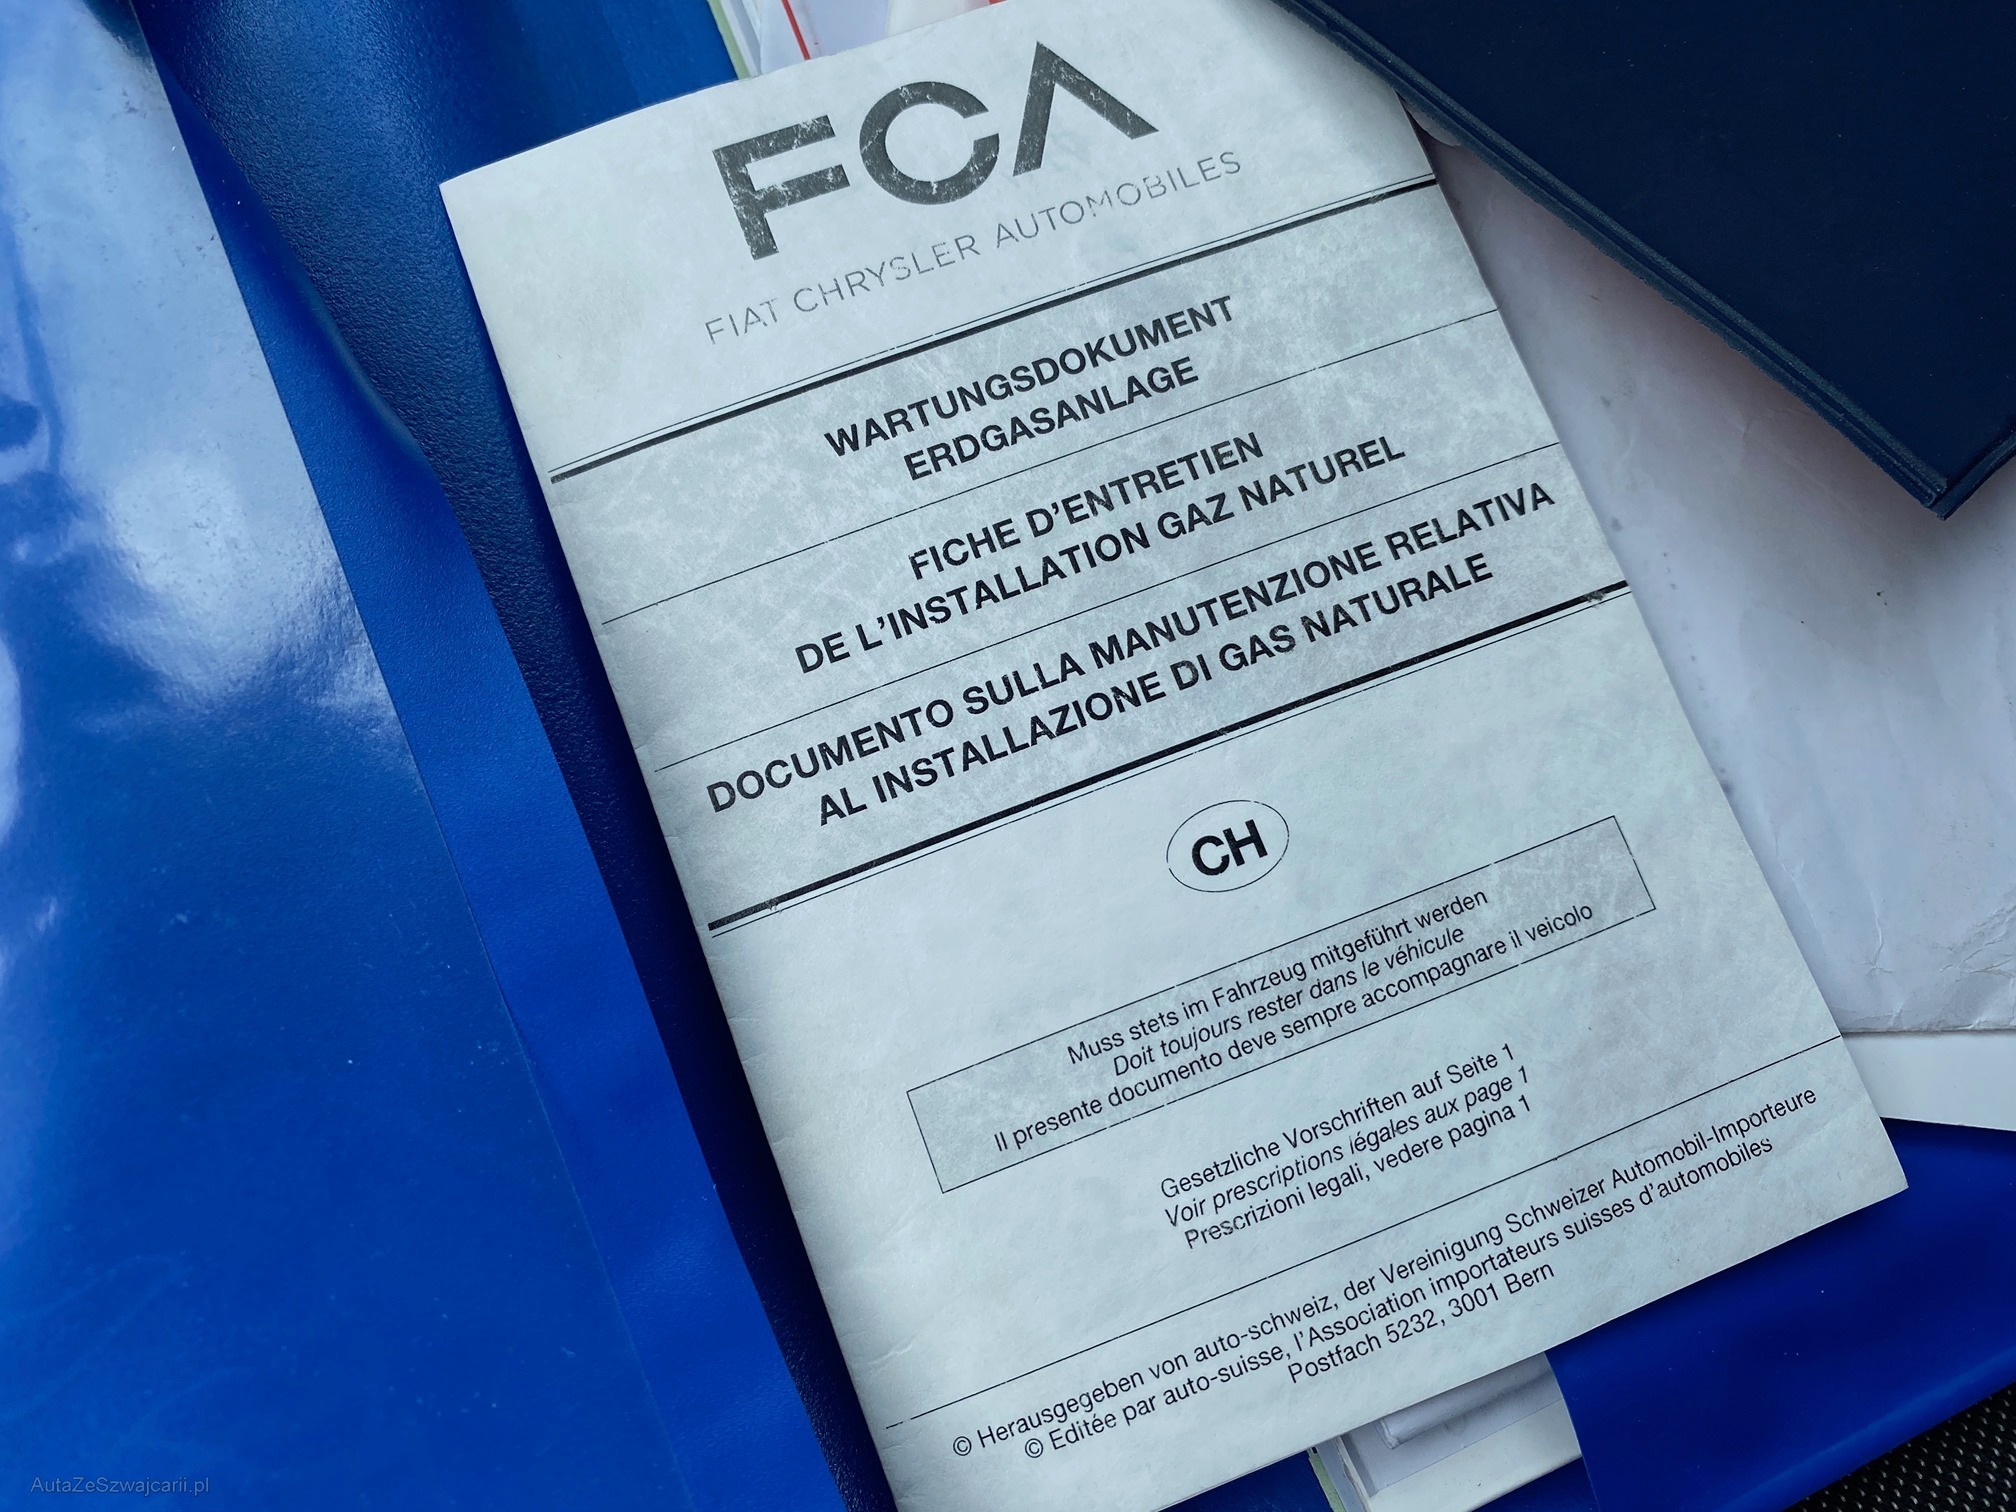 FCA
FIAT CHRYSLER AUTOMOBILES
WARTUNGSDOKUMENT
ERDGASANLAGE
FICHE D'ENTRETIEN
DE L'INSTALLATION GAZ NATUREL
DOCUMENTO SULLA MANUTENZIONE RELATIVA
AL INSTALLAZIONE DI GAS NATURALE
CH
Muss stets im Fahrzeug mitgeführt werden
Doit toujours rester dans le véhicule
Il presente documento deve sempre accompagnare il veicolo
Gesetzliche Vorschriften auf Seite 1
Voir prescriptions légales aux page 1
Prescrizioni legali, vedere pagina 1
© Herausgegeben von auto-schweiz, der Vereinigung Schweizer Automobil-Importeure
© Editée par auto-suisse, l'Association importateurs suisses d'automobiles
Postfach 5232, 3001 Bern
AutaZeSzwajcarii.pl